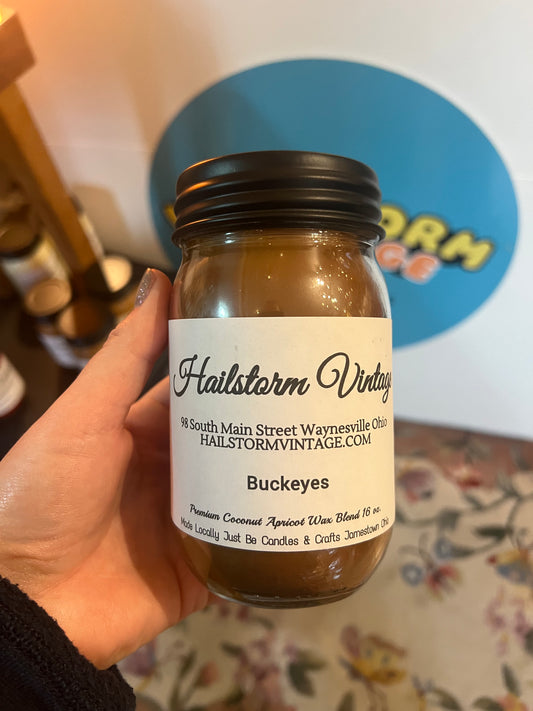 STORM
Hailstorm Vintage
98 South Main Street Waynesville Ohio
HAILSTORMVINTAGE.COM
Buckeyes
Premium Coconut Apricot Wax Blend 16 oz.
Made Locally Just Be Candles & Crafts Jamestown Ohio